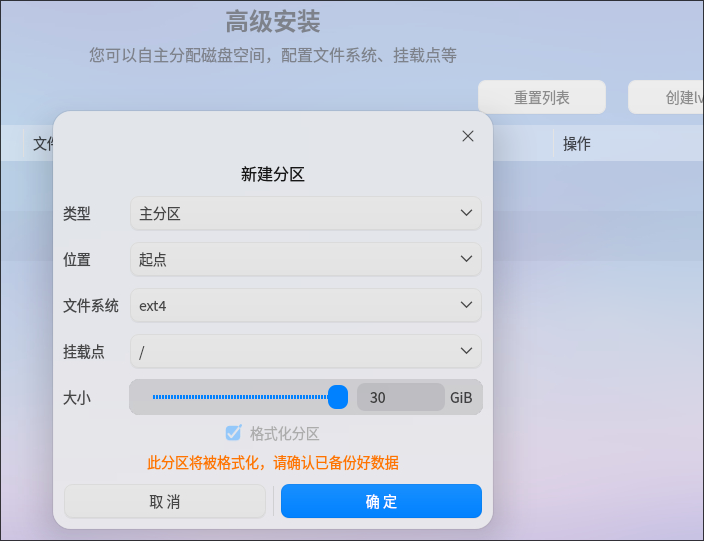 高级安装
您可以自主分配磁盘空间，配置文件系统、挂载点等
重置列表
创建lv
文件
操作
新建分区
类型 主分区
位置 起点
文件系统 ext4
挂载点 /
大小 30 GiB
格式化分区
此分区将被格式化，请确认已备份好数据
取消 确定